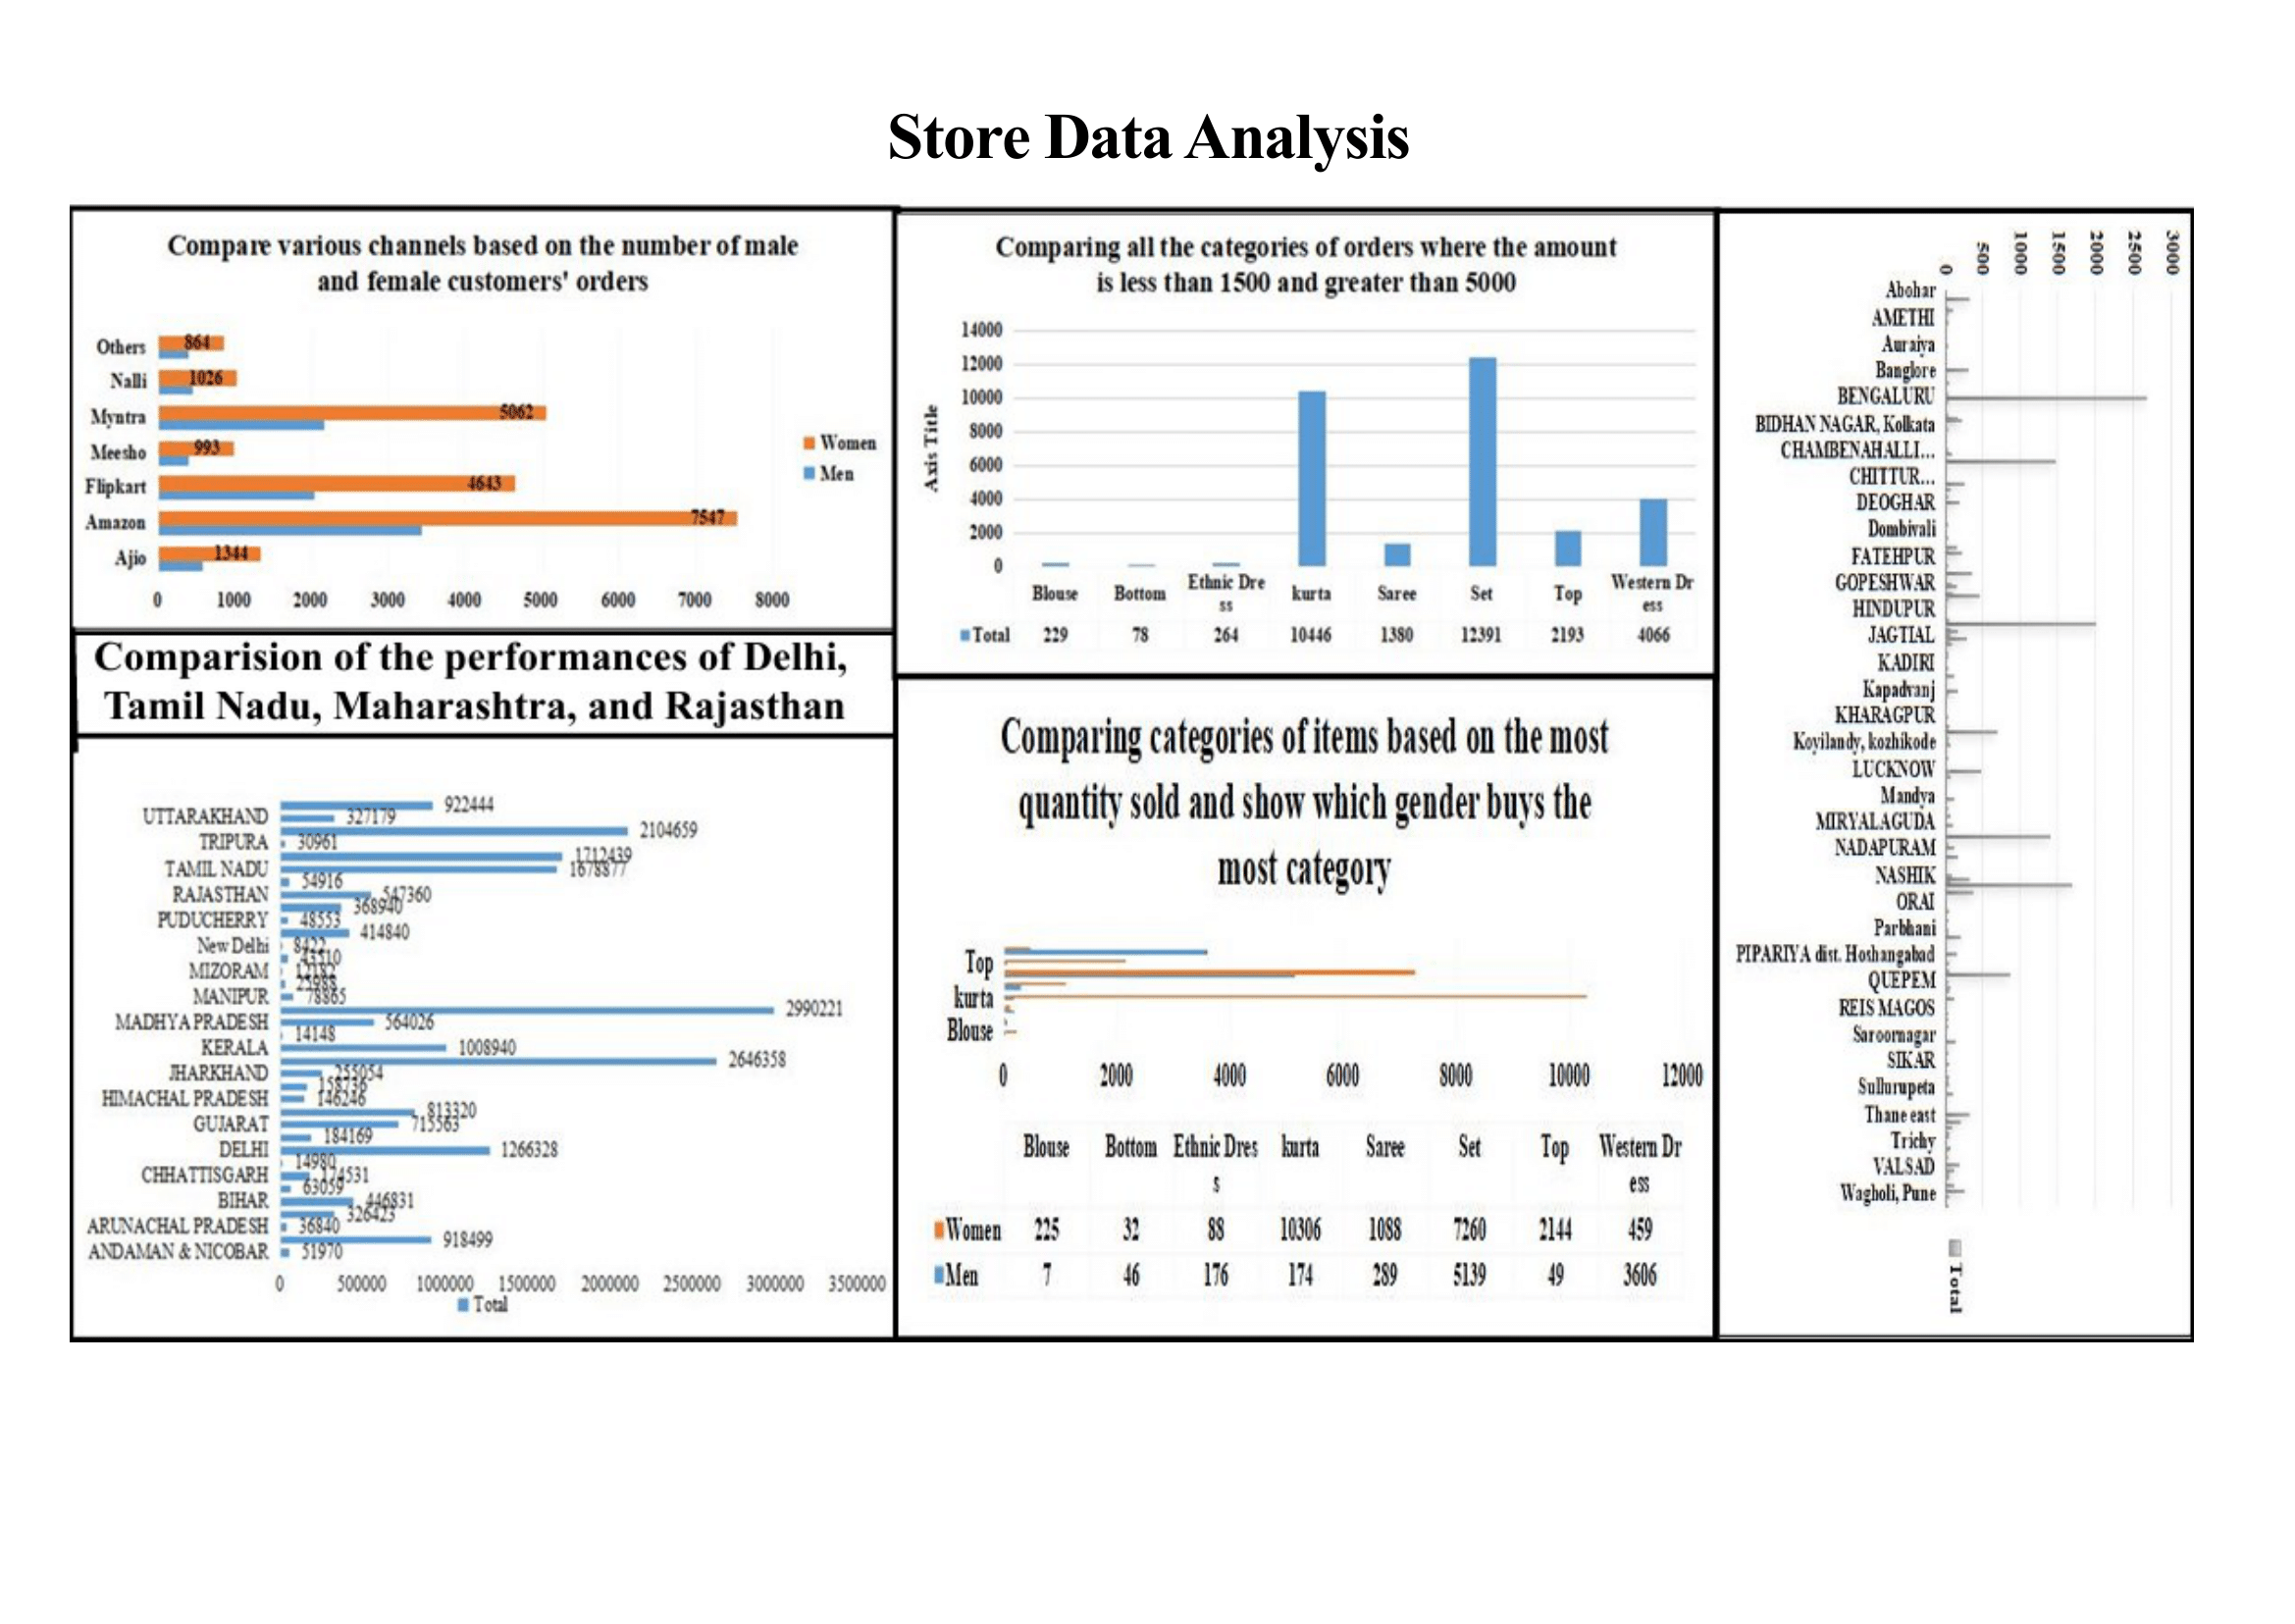 Store Data Analysis
Compare various channels based on the number of male
and female customers' orders
Others
864
Nalli
1026
Myntra
5062
Meesho
993
Flipkart
4643
Amazon
7547
Ajio
1344
Women
Men
0 1000 2000 3000 4000 5000 6000 7000 8000
Comparision of the performances of Delhi,
Tamil Nadu, Maharashtra, and Rajasthan
922444
UTTARAKHAND 327179
2104659
TRIPURA 30961
1712439
TAMIL NADU 1678877
54916
RAJASTHAN 547360
368940
PUDUCHERRY 48553
414840
New Delhi 8422
43510
MIZORAM 12182
25988
MANIPUR 78865
2990221
MADHYA PRADESH 564026
14148
KERALA 1008940
2646358
JHARKHAND 255054
158736
HIMACHAL PRADESH 146246
813320
GUJARAT 715563
184169
DELHI 1266328
14980
CHHATTISGARH 174531
63059
BIHAR 446831
326423
ARUNACHAL PRADESH 36840
918499
ANDAMAN & NICOBAR 51970
0 500000 1000000 1500000 2000000 2500000 3000000 3500000
Total
Comparing all the categories of orders where the amount
is less than 1500 and greater than 5000
Axis Title
14000
12000
10000
8000
6000
4000
2000
0
Blouse Bottom Ethnic Dre
ss kurta Saree Set Top Western Dr
ess
Total 229 78 264 10446 1380 12391 2193 4066
Comparing categories of items based on the most
quantity sold and show which gender buys the
most category
Top
kurta
Blouse
0 2000 4000 6000 8000 10000 12000
Blouse Bottom Ethnic Dres
s kurta Saree Set Top Western Dr
ess
Women 225 32 88 10306 1088 7260 2144 459
Men 7 46 176 174 289 5139 49 3606
0 500 1000 1500 2000 2500 3000
Abohar
AMETHI
Auraiya
Banglore
BENGALURU
BIDHAN NAGAR, Kolkata
CHAMBENAHALLI...
CHITTUR...
DEOGHAR
Dombivali
FATEHPUR
GOPESHWAR
HINDUPUR
JAGTIAL
KADIRI
Kapadvanj
KHARAGPUR
Koyilandy, kozhikode
LUCKNOW
Mandya
MIRYALAGUDA
NADAPURAM
NASHIK
ORAI
Parbhani
PIPARIYA dist. Hoshangabad
QUEPEM
REIS MAGOS
Saroornagar
SIKAR
Sullurupeta
Thane east
Trichy
VALSAD
Wagholi, Pune
Total